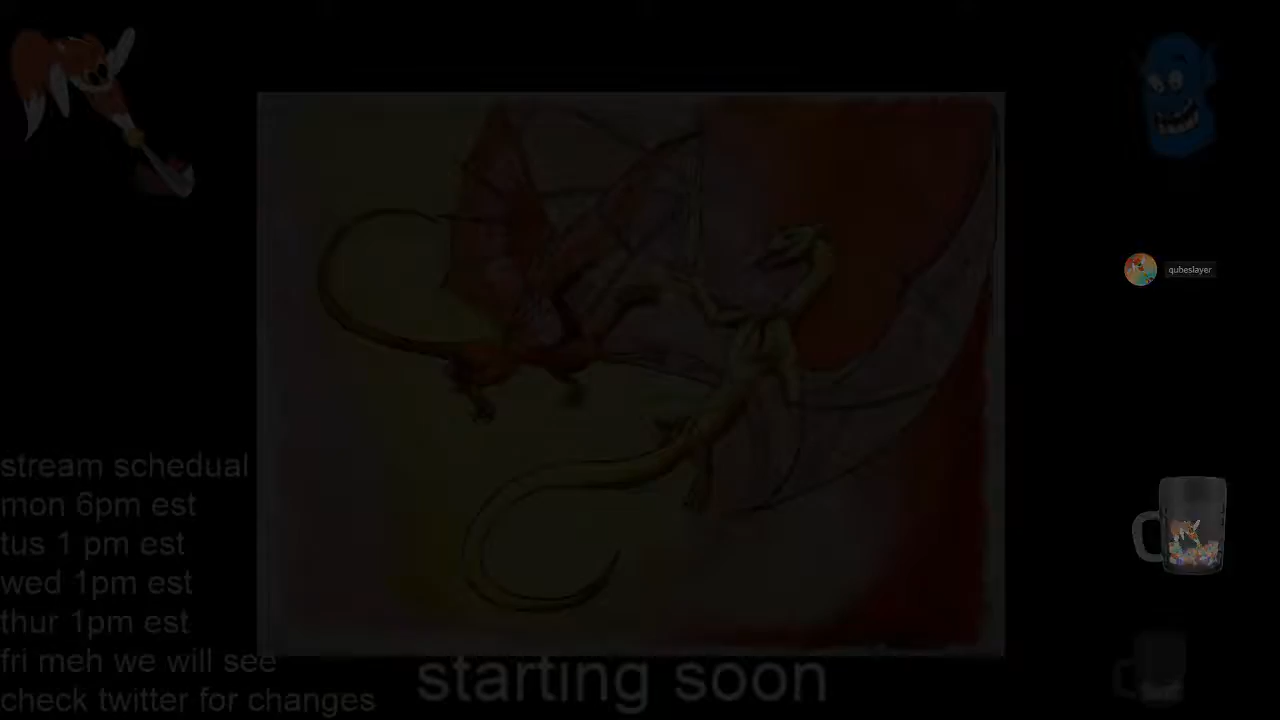 qubeslayer
stream schedual
mon 6pm est
tus 1 pm est
wed 1pm est
thur 1pm est
fri meh we will see
check twitter for changes
starting soon